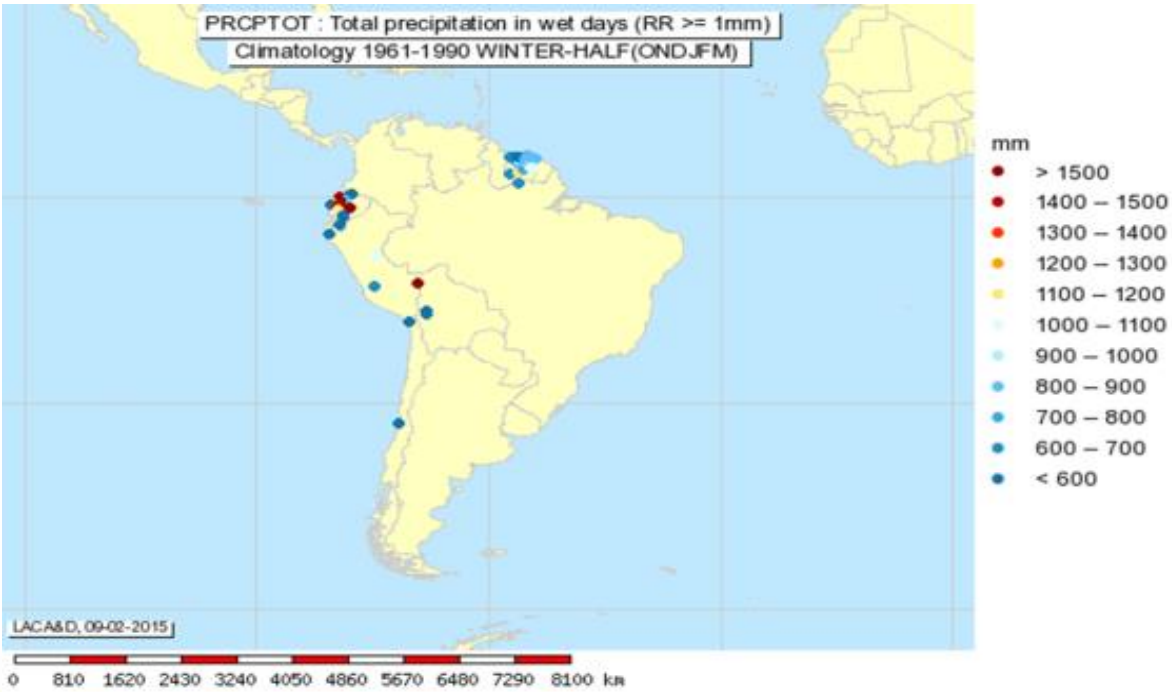 PRCPTOT : Total precipitation in wet days (RR >= 1mm)
Climatology 1961-1990 WINTER-HALF(ONDJFM)
mm
> 1500
1400 – 1500
1300 – 1400
1200 – 1300
1100 – 1200
1000 – 1100
900 – 1000
800 – 900
700 – 800
600 – 700
< 600
LACA&D, 09-02-2015
0 810 1620 2430 3240 4050 4860 5670 6480 7290 8100 km